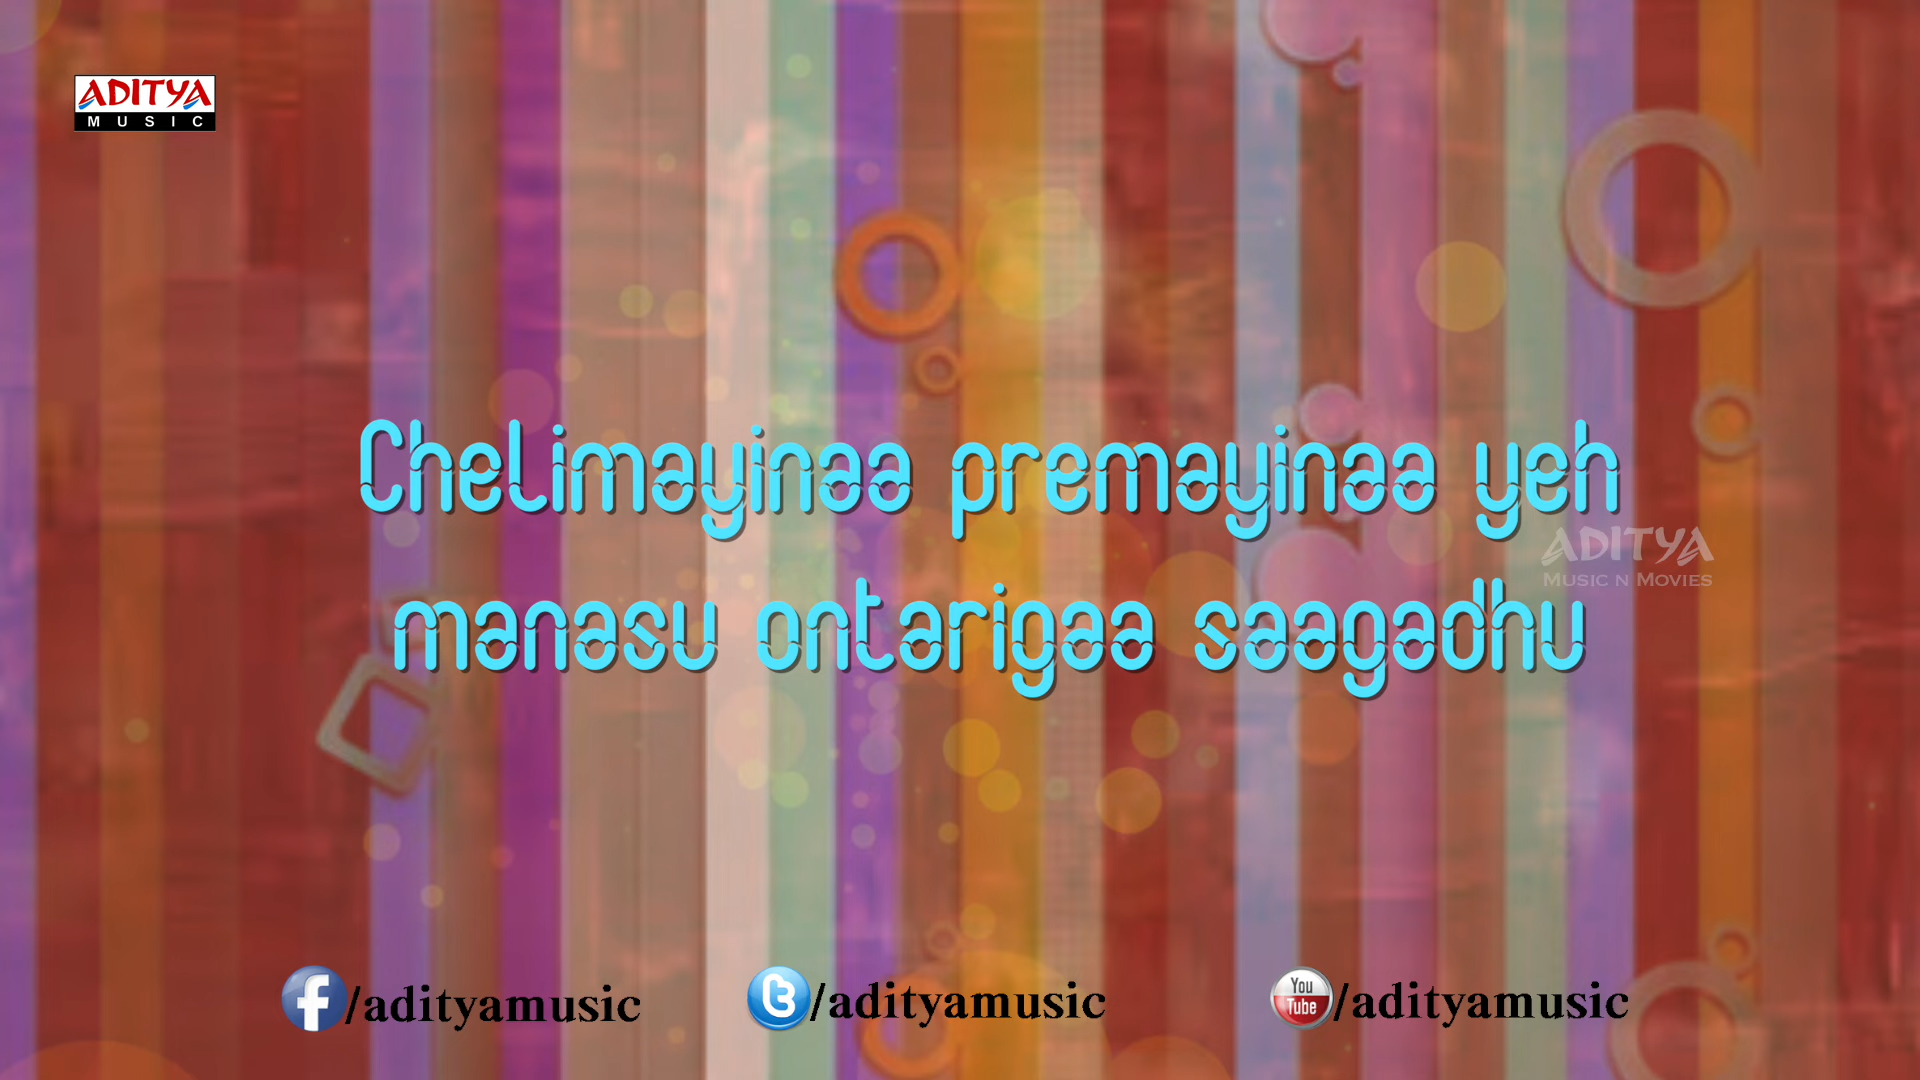 ADITYA
MUSIC
Chelimayinaa premayinaa yeh
manasu ontarigaa saagadhu
ADITYA
MUSIC N MOVIES
f/adityamusic
/adityamusic
You
Tube/adityamusic